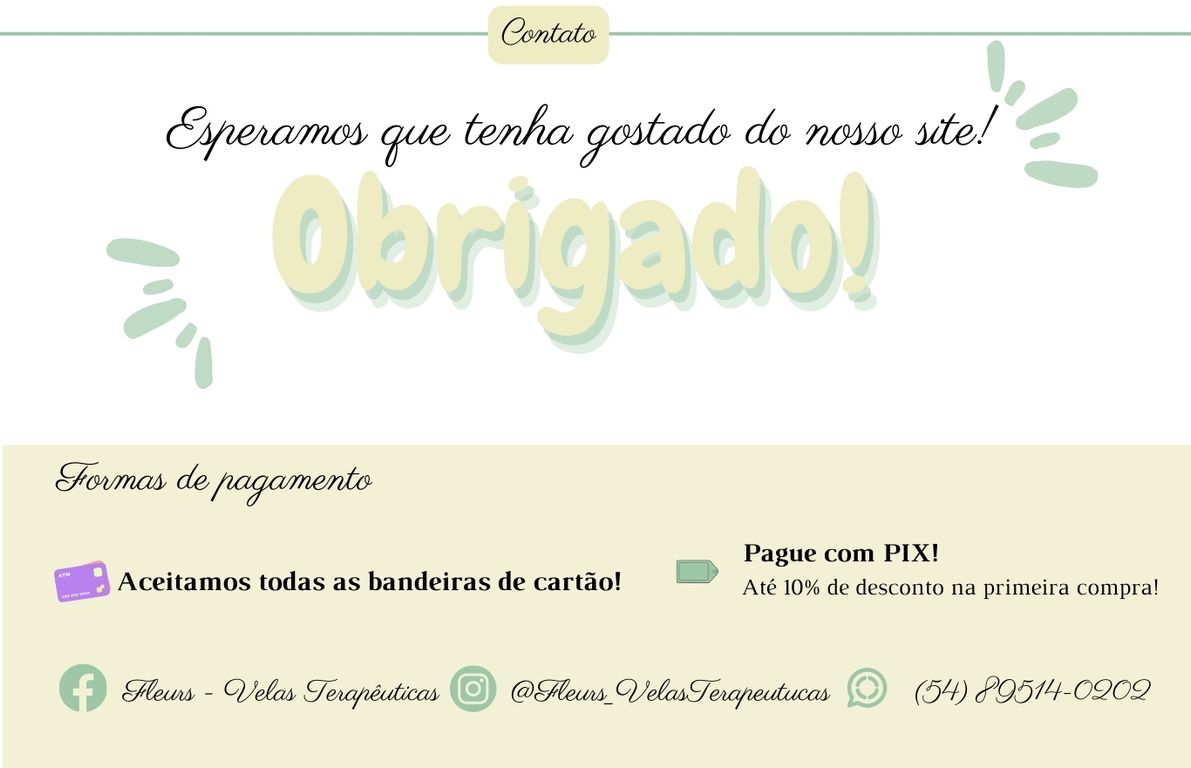 Contato
Esperamos que tenha gostado do nosso site!
Obrigado!
Formas de pagamento
Aceitamos todas as bandeiras de cartão!
Pague com PIX!
Até 10% de desconto na primeira compra!
Fleurs - Velas Terapêuticas
@Fleurs_VelasTerapeutucas
(54) 89514-0202